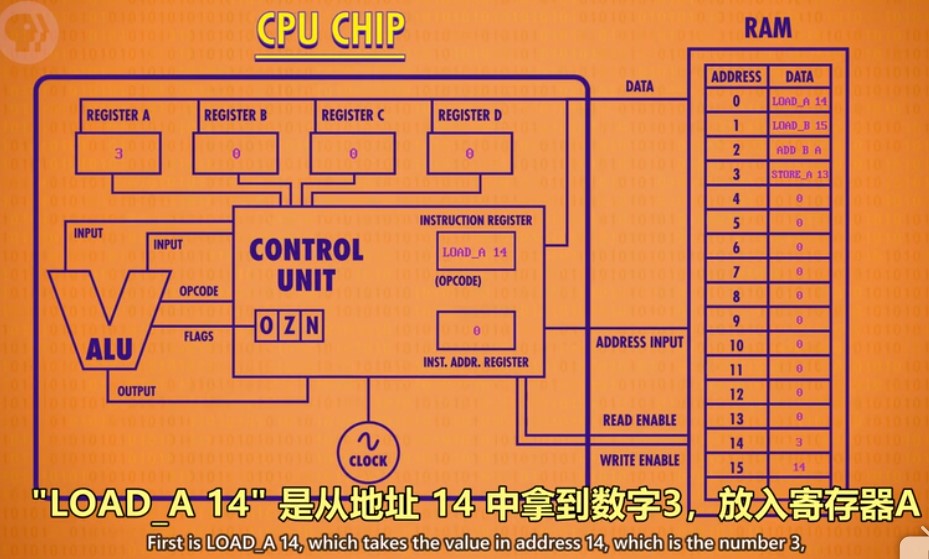 CPU CHIP
RAM
DATA
ADDRESS DATA
0 LOAD_A 14
1 LOAD_B 15
2 ADD B A
3 STORE_A 13
4 0
5 0
6 0
7 0
8 0
9 0
10 0
11 0
12 0
13 0
14 3
15 14
REGISTER A REGISTER B REGISTER C REGISTER D
3 0 0 0
INPUT
INPUT
CONTROL
UNIT
INSTRUCTION REGISTER
LOAD_A 14
(OPCODE)
OPCODE
FLAGS
O Z N
0
INST. ADDR. REGISTER
ALU
OUTPUT
ADDRESS INPUT
READ ENABLE
WRITE ENABLE
CLOCK
"LOAD_A 14" 是从地址 14 中拿到数字3，放入寄存器A
First is LOAD_A 14, which takes the value in address 14, which is the number 3,